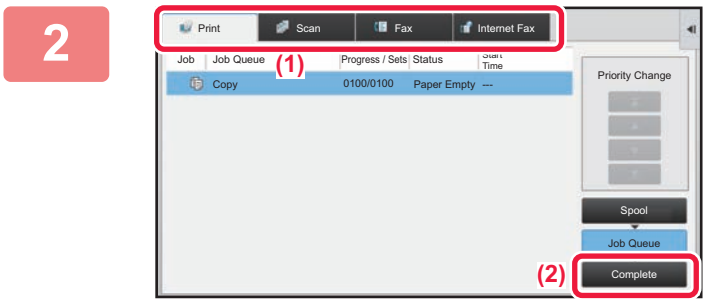 2
Print Scan Fax Internet Fax
(1)
Job Job Queue Progress / Sets Status Start Time
Copy 0100/0100 Paper Empty ---
Priority Change
Spool
Job Queue
(2) Complete